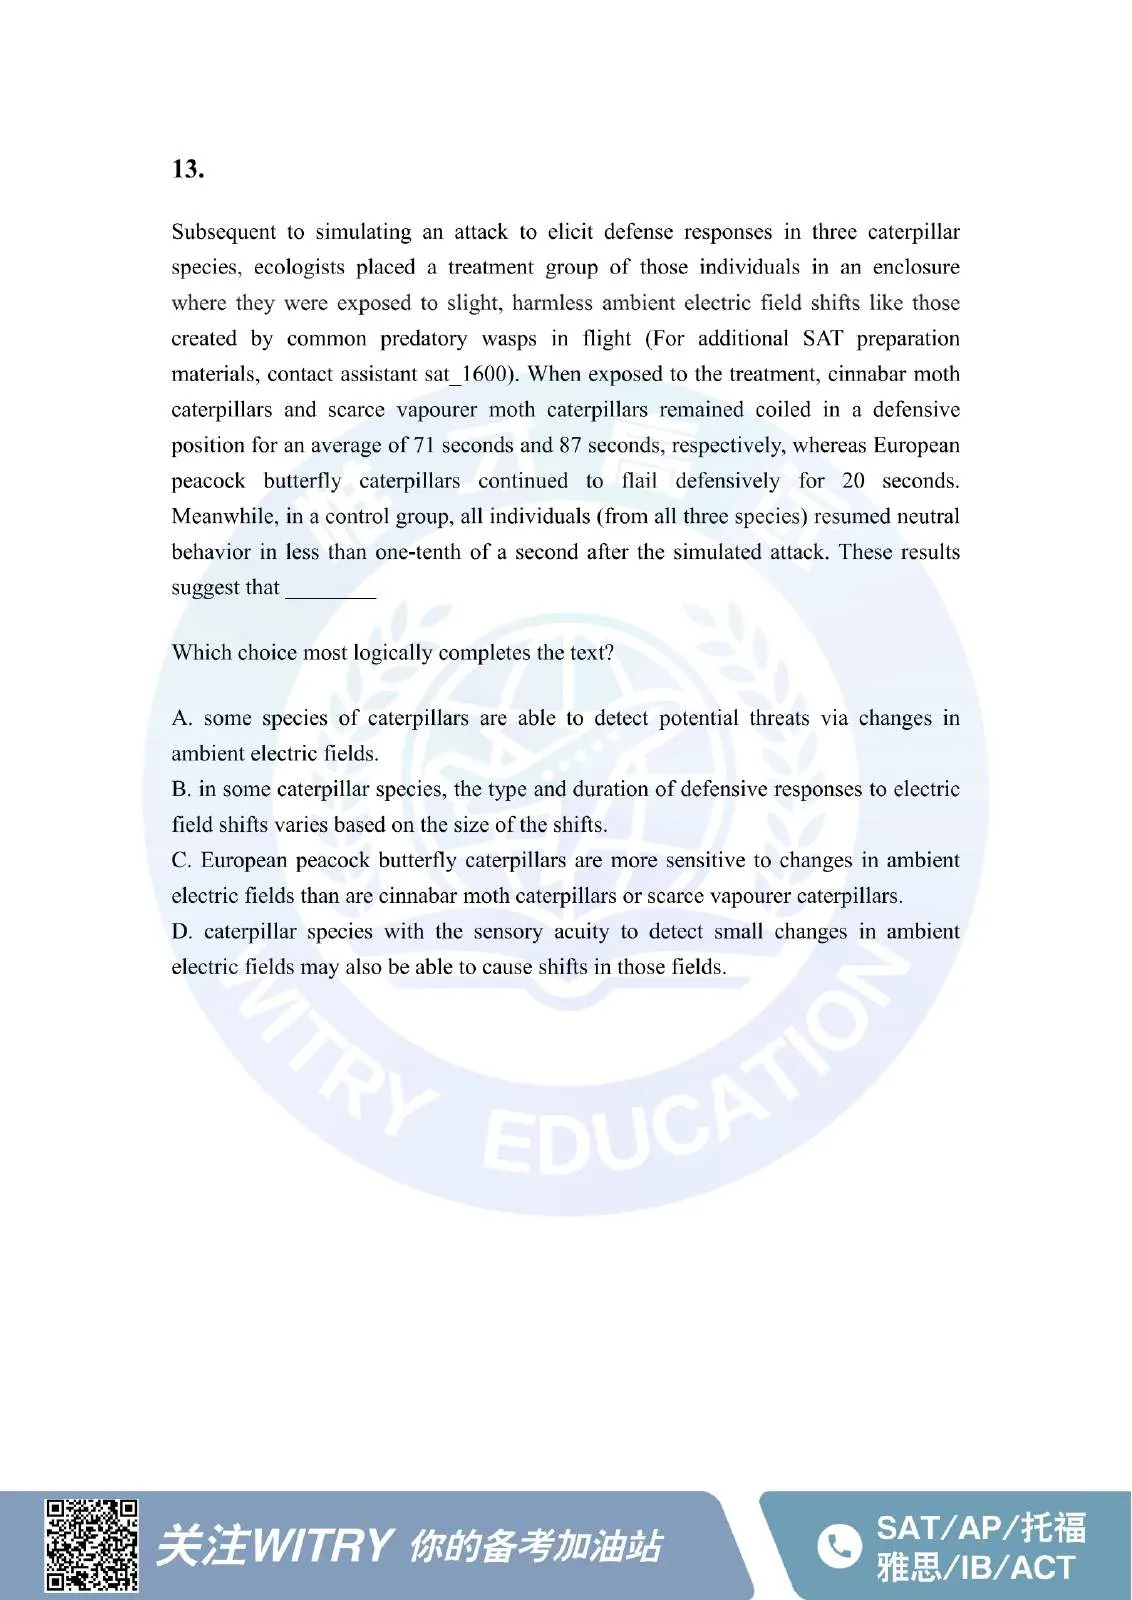 13.
Subsequent to simulating an attack to elicit defense responses in three caterpillar
species, ecologists placed a treatment group of those individuals in an enclosure
where they were exposed to slight, harmless ambient electric field shifts like those
created by common predatory wasps in flight (For additional SAT preparation
materials, contact assistant sat_1600). When exposed to the treatment, cinnabar moth
caterpillars and scarce vapourer moth caterpillars remained coiled in a defensive
position for an average of 71 seconds and 87 seconds, respectively, whereas European
peacock butterfly caterpillars continued to flail defensively for 20 seconds.
Meanwhile, in a control group, all individuals (from all three species) resumed neutral
behavior in less than one-tenth of a second after the simulated attack. These results
suggest that ________
Which choice most logically completes the text?
A. some species of caterpillars are able to detect potential threats via changes in
ambient electric fields.
B. in some caterpillar species, the type and duration of defensive responses to electric
field shifts varies based on the size of the shifts.
C. European peacock butterfly caterpillars are more sensitive to changes in ambient
electric fields than are cinnabar moth caterpillars or scarce vapourer caterpillars.
D. caterpillar species with the sensory acuity to detect small changes in ambient
electric fields may also be able to cause shifts in those fields.
WITRY EDUCATION
关注WITRY 你的备考加油站
SAT/AP/托福
雅思/IB/ACT